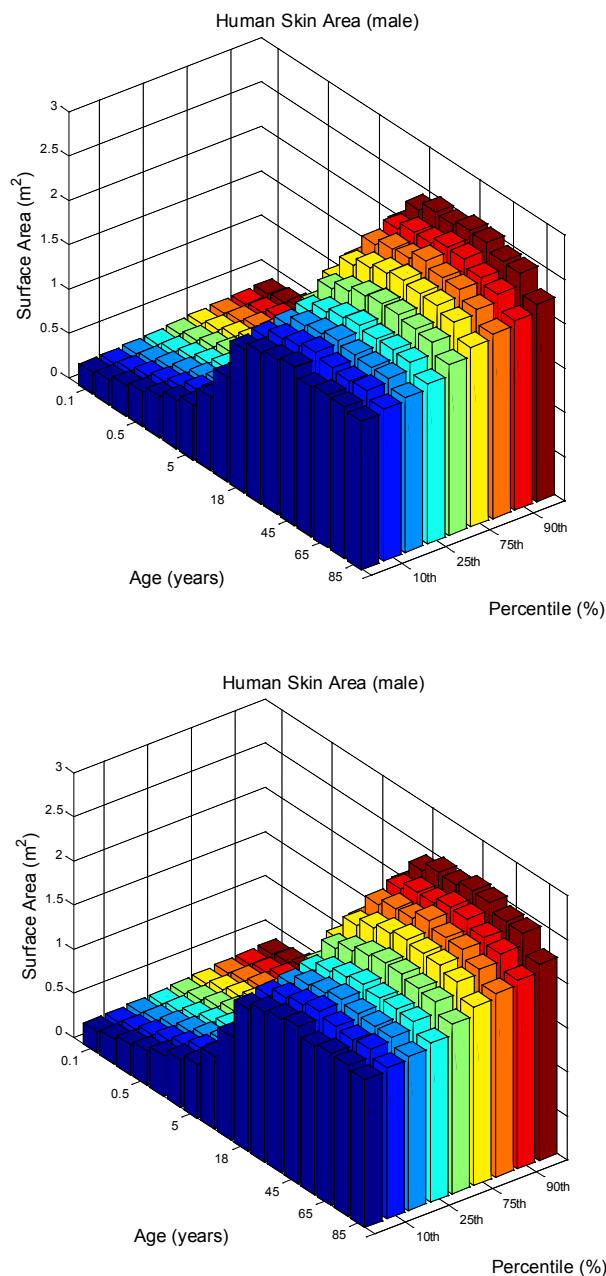 Human Skin Area (male)
3
2.5
2
1.5
1
0.5
0
Surface Area (m²)
0.1
0.5
5
18
45
65
85
Age (years)
10th
25th
75th
90th
Percentile (%)
Human Skin Area (male)
3
2.5
2
1.5
1
0.5
0
Surface Area (m²)
0.1
0.5
5
18
45
65
85
Age (years)
10th
25th
75th
90th
Percentile (%)